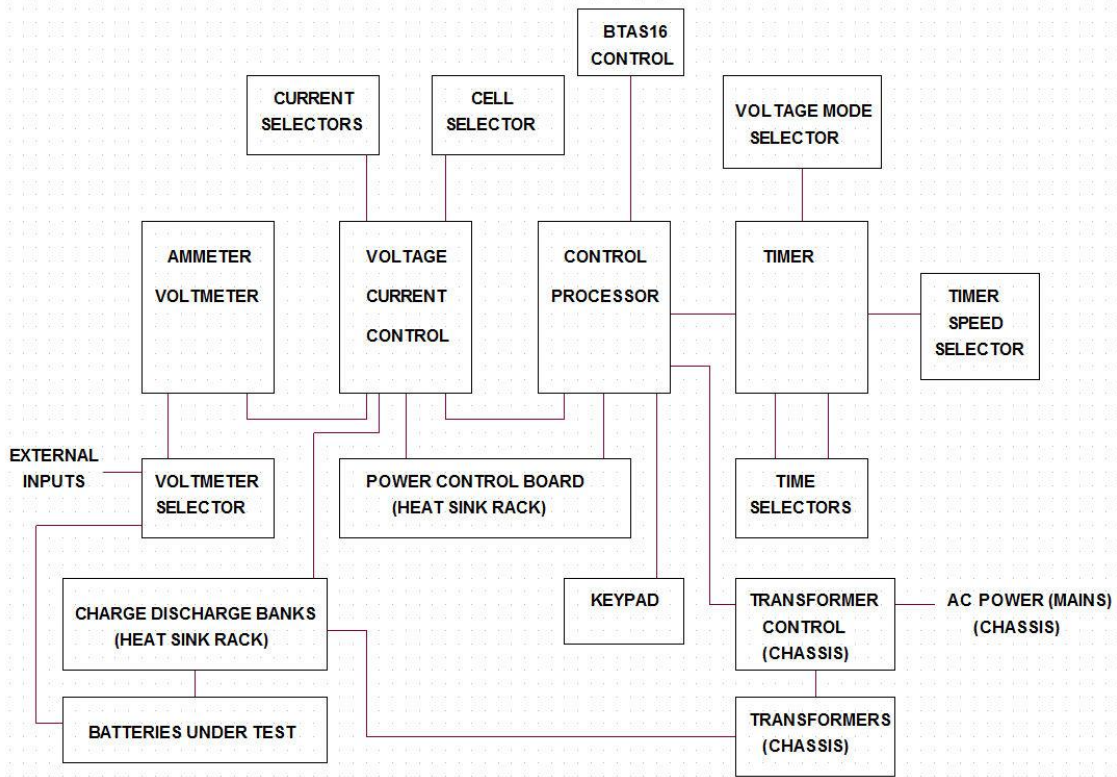 BTAS16
CONTROL
CURRENT
SELECTORS
CELL
SELECTOR
VOLTAGE MODE
SELECTOR
AMMETER
VOLTMETER
VOLTAGE
CURRENT
CONTROL
CONTROL
PROCESSOR
TIMER
TIMER
SPEED
SELECTOR
EXTERNAL
INPUTS
VOLTMETER
SELECTOR
POWER CONTROL BOARD
(HEAT SINK RACK)
TIME
SELECTORS
CHARGE DISCHARGE BANKS
(HEAT SINK RACK)
KEYPAD
TRANSFORMER
CONTROL
(CHASSIS)
AC POWER (MAINS)
(CHASSIS)
BATTERIES UNDER TEST
TRANSFORMERS
(CHASSIS)